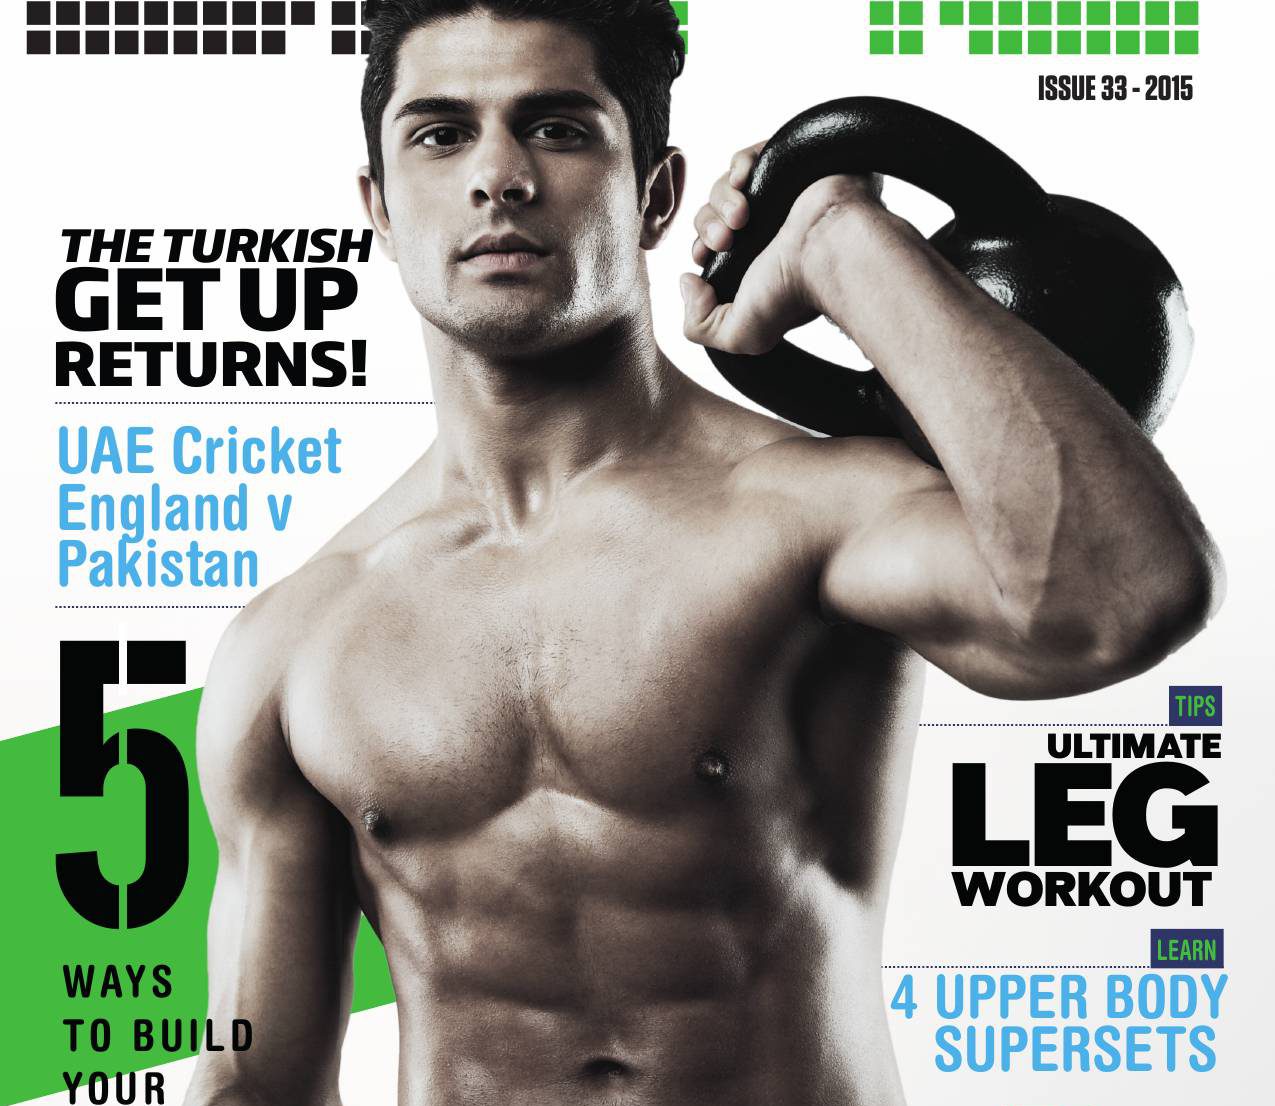 ISSUE 33 - 2015
THE TURKISH
GET UP
RETURNS!
UAE Cricket
England v
Pakistan
5
WAYS
TO BUILD
YOUR
TIPS
ULTIMATE
LEG
WORKOUT
LEARN
4 UPPER BODY
SUPERSETS